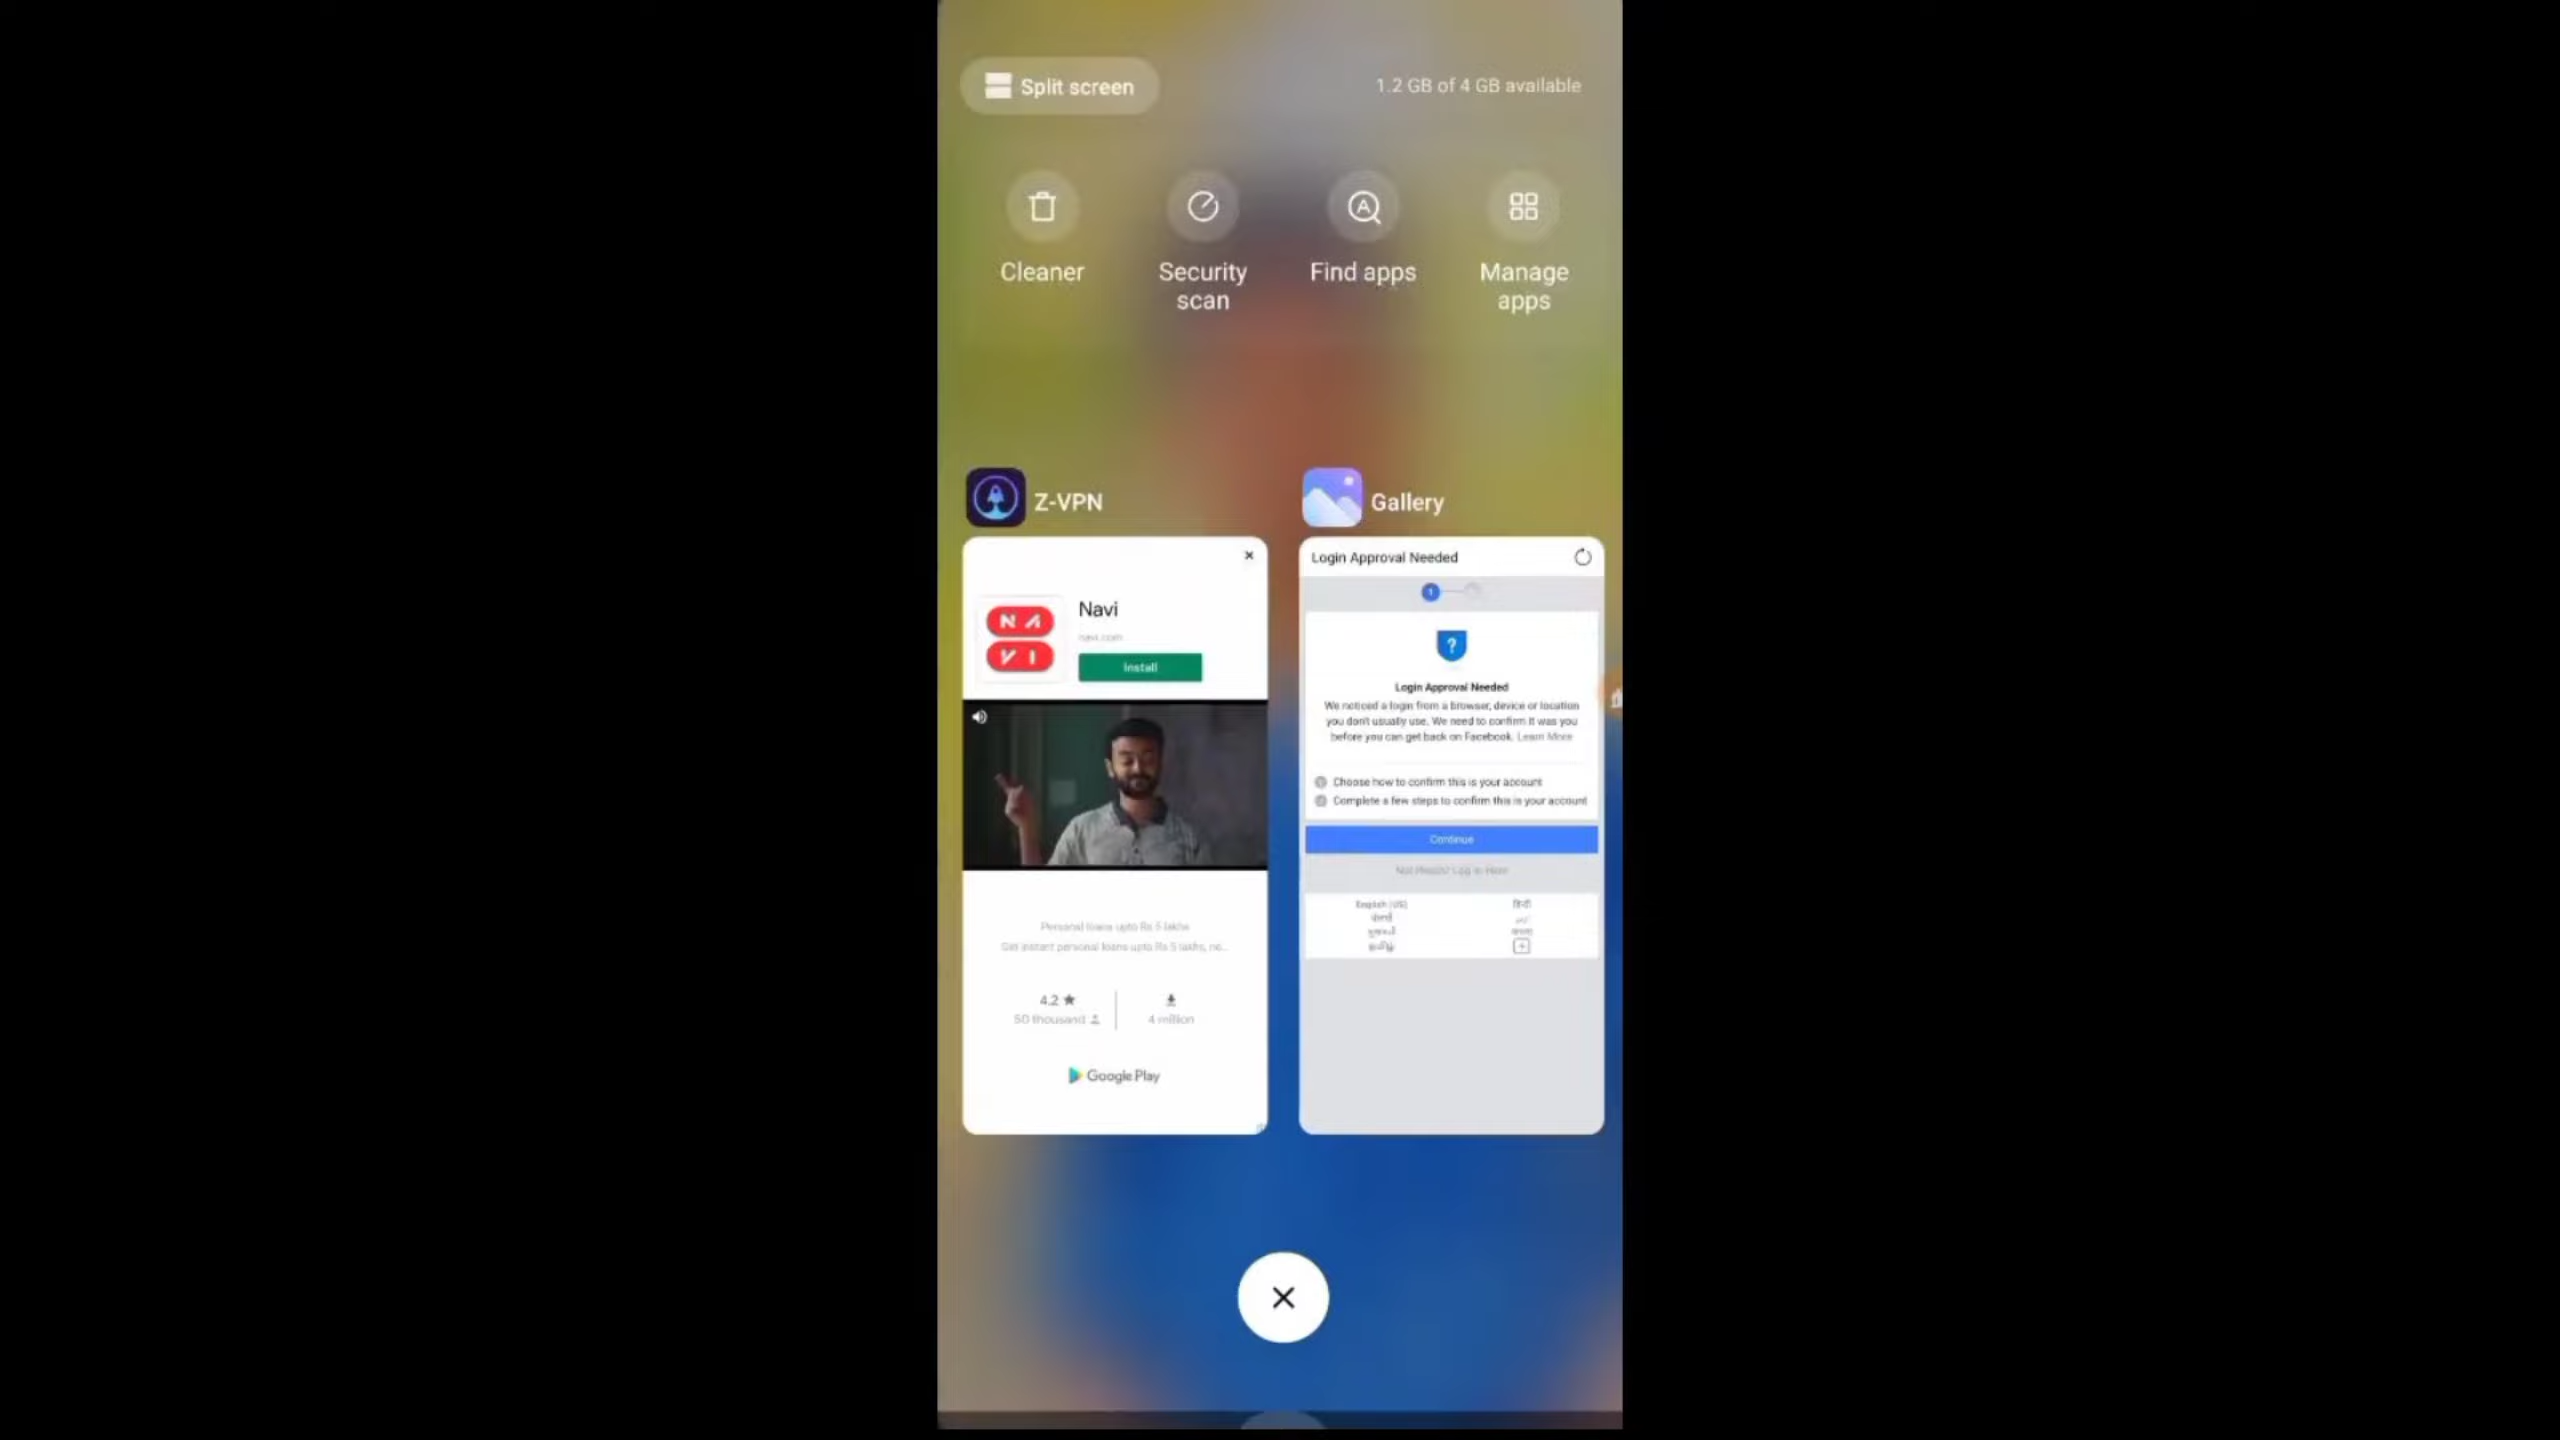 Split screen
1.2 GB of 4 GB available
Cleaner
Security
scan
Find apps
Manage
apps
Z-VPN
Gallery
Navi
navi.com
Install
Personal loans upto Rs 5 lakhs
Get instant personal loans upto Rs 5 lakhs, no...
4.2 ★
50 thousand
4 million
Google Play
Login Approval Needed
1
?
Login Approval Needed
We noticed a login from a browser, device or location
you don't usually use. We need to confirm it was you
before you can get back on Facebook. Learn More
Choose how to confirm this is your account
Complete a few steps to confirm this is your account
Continue
Log in Here
English (US)
हिन्दी